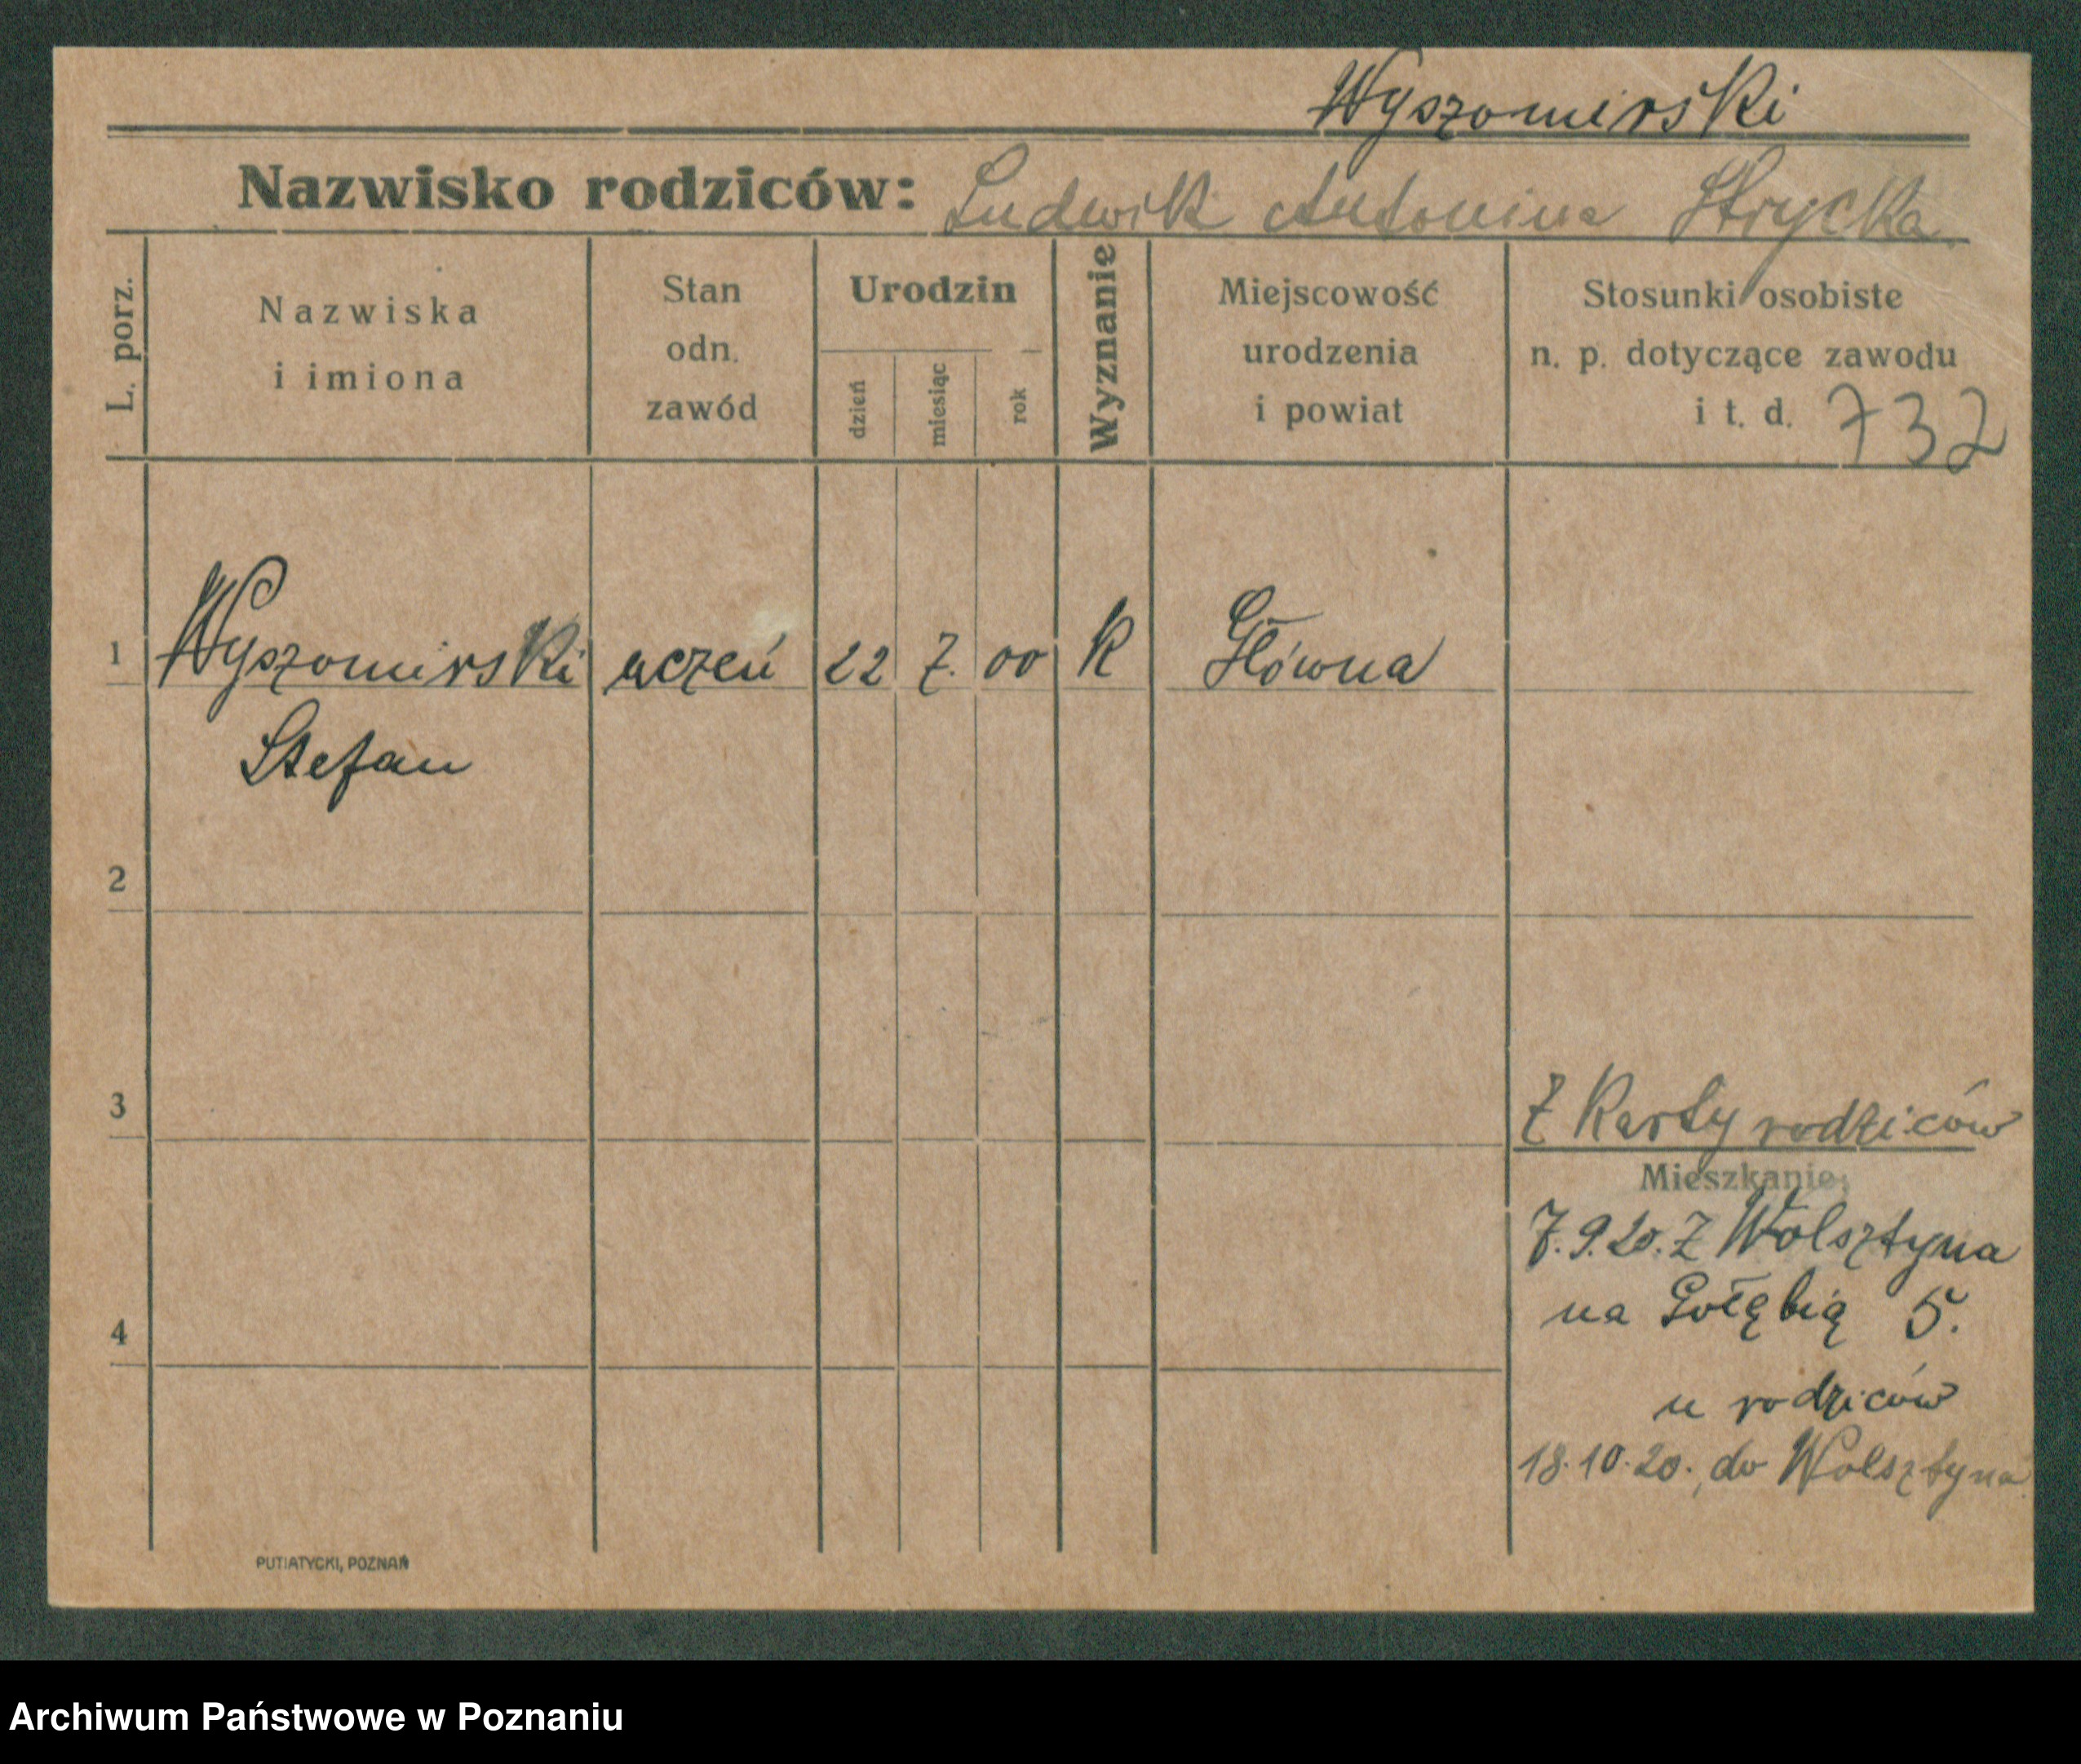 Wyszomirski
Nazwisko rodziców: Ludwik Antonina Strycka
L. porz.
Nazwiska
i imiona
Stan
odn.
zawód
Urodzin
dzień
miesiąc
rok
Wyznanie
Miejscowość
urodzenia
i powiat
Stosunki osobiste
n. p. dotyczące zawodu
i t. d. 732
1 Wyszomirski uczeń 22 7. 00 K Główna
Stefan
2
3
Z Karty rodziców
Mieszkanie:
7.9.20. Z Wolsztyna
na Gołębią 5.
4
u rodziców
18.10.20., do Wolsztyna
PUTIATYCKI, POZNAŃ
Archiwum Państwowe w Poznaniu